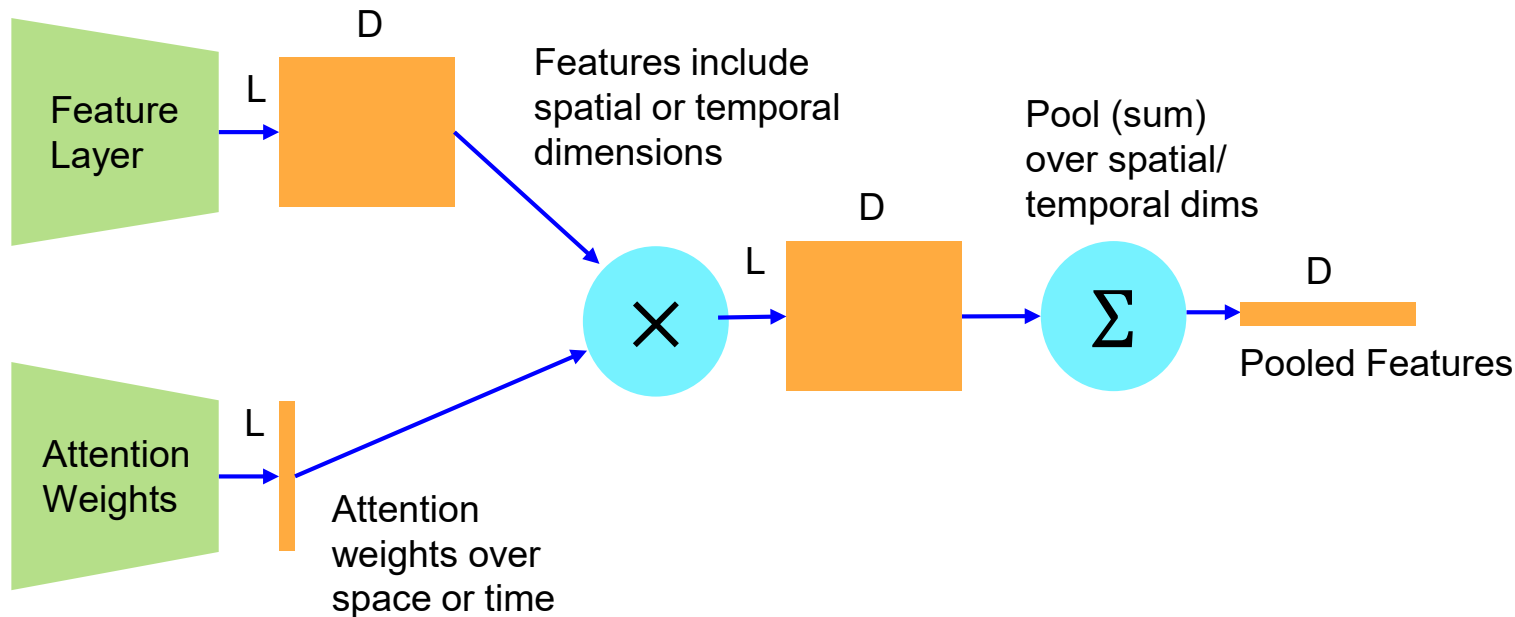 D
L
Feature
Layer
Features include
spatial or temporal
dimensions
Pool (sum)
over spatial/
temporal dims
D
L
×
Σ
D
Pooled Features
L
Attention
Weights
Attention
weights over
space or time